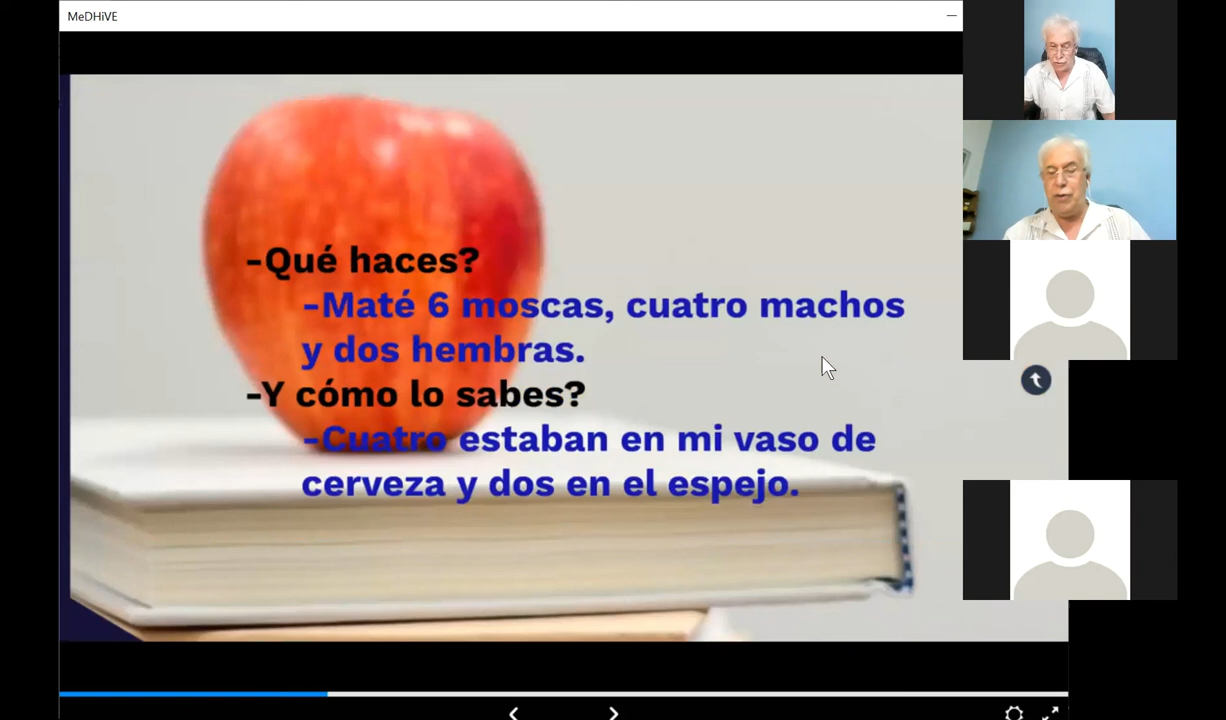 MeDHiVE
-Qué haces?
-Maté 6 moscas, cuatro machos
y dos hembras.
-Y cómo lo sabes?
-Cuatro estaban en mi vaso de
cerveza y dos en el espejo.